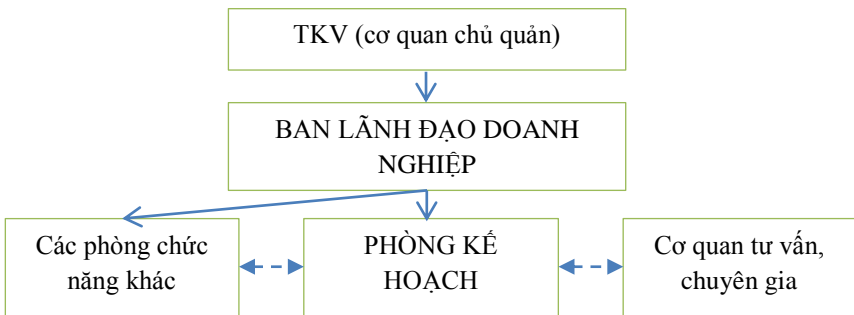 TKV (cơ quan chủ quản)
BAN LÃNH ĐẠO DOANH
NGHIỆP
Các phòng chức
năng khác
PHÒNG KẾ
HOẠCH
Cơ quan tư vấn,
chuyên gia